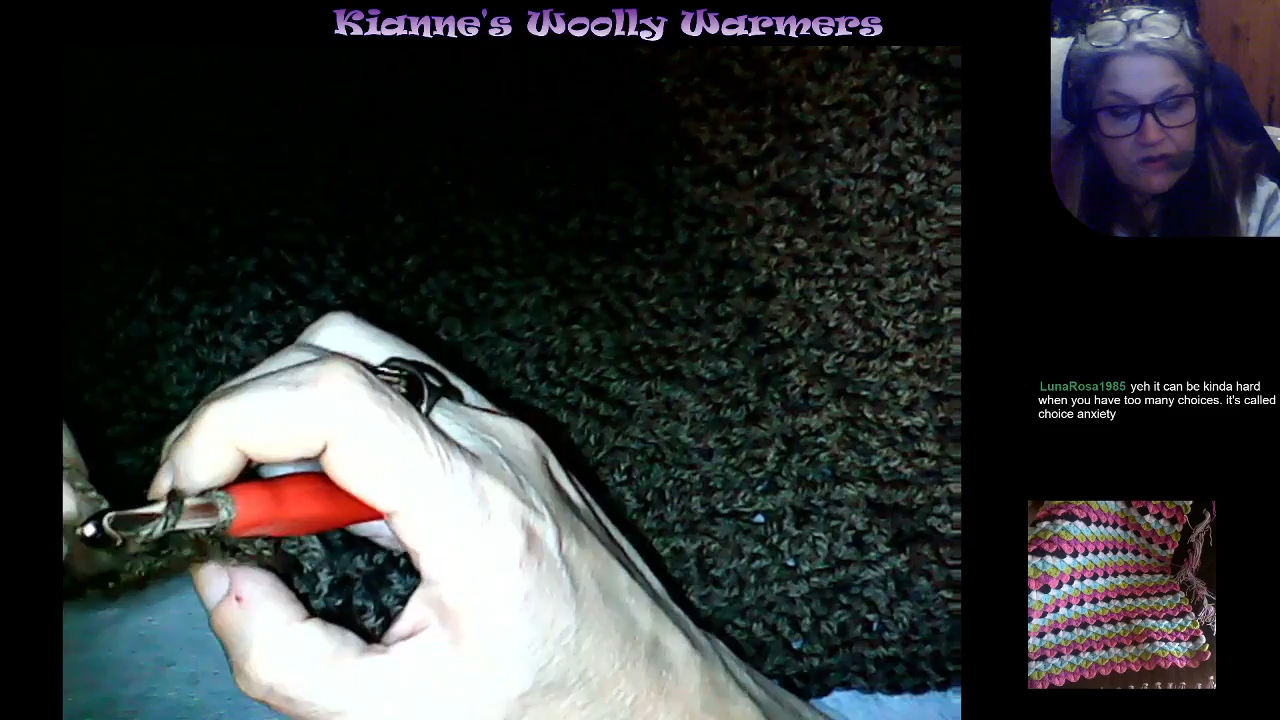 Kianne's Woolly Warmers
LunaRosa1985 yeh it can be kinda hard
when you have too many choices. it's called
choice anxiety